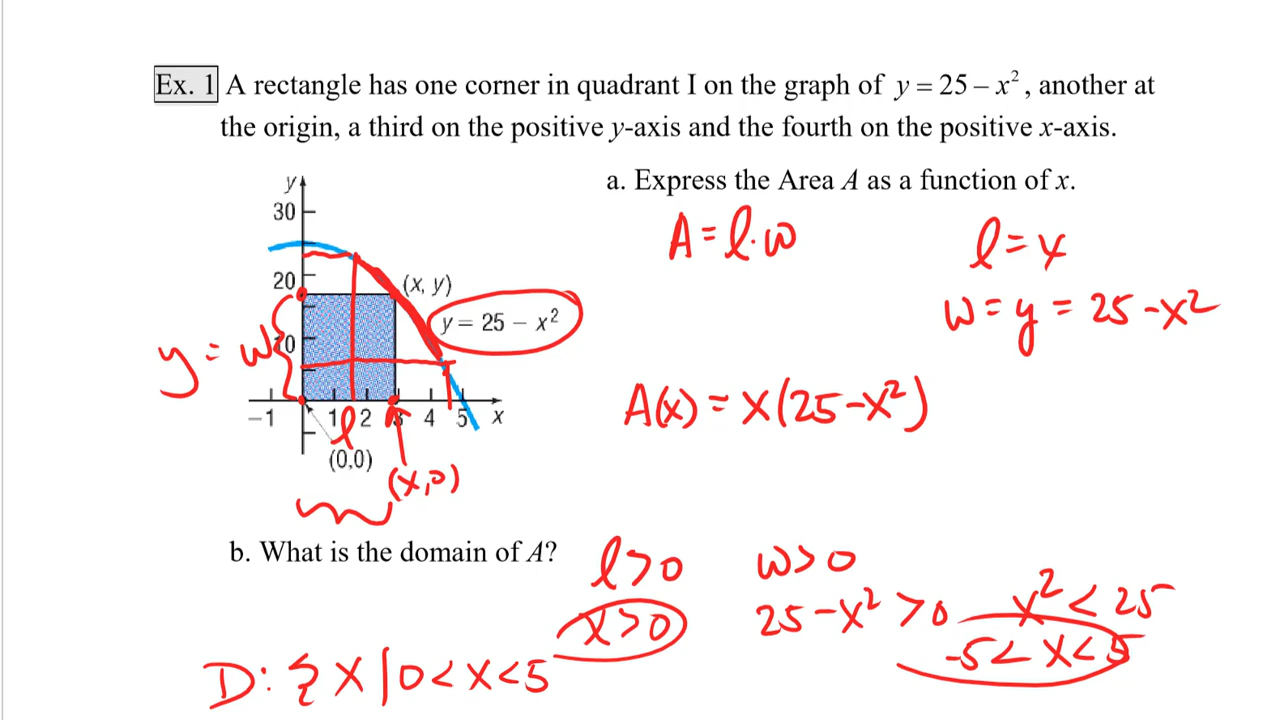 Ex. 1 A rectangle has one corner in quadrant I on the graph of y = 25 – x², another at
the origin, a third on the positive y-axis and the fourth on the positive x-axis.
a. Express the Area A as a function of x.
A = l · w
l = x
w = y = 25 - x²
A(x) = x(25 - x²)
y
30
20
(x, y)
y = 25 – x²
y = w
0
–1
1
2
3
4
5
x
l
(0,0)
(x,0)
b. What is the domain of A?
l > 0
w > 0
x > 0
25 - x² > 0
x² < 25
-5 < x < 5
D: { x | 0 < x < 5